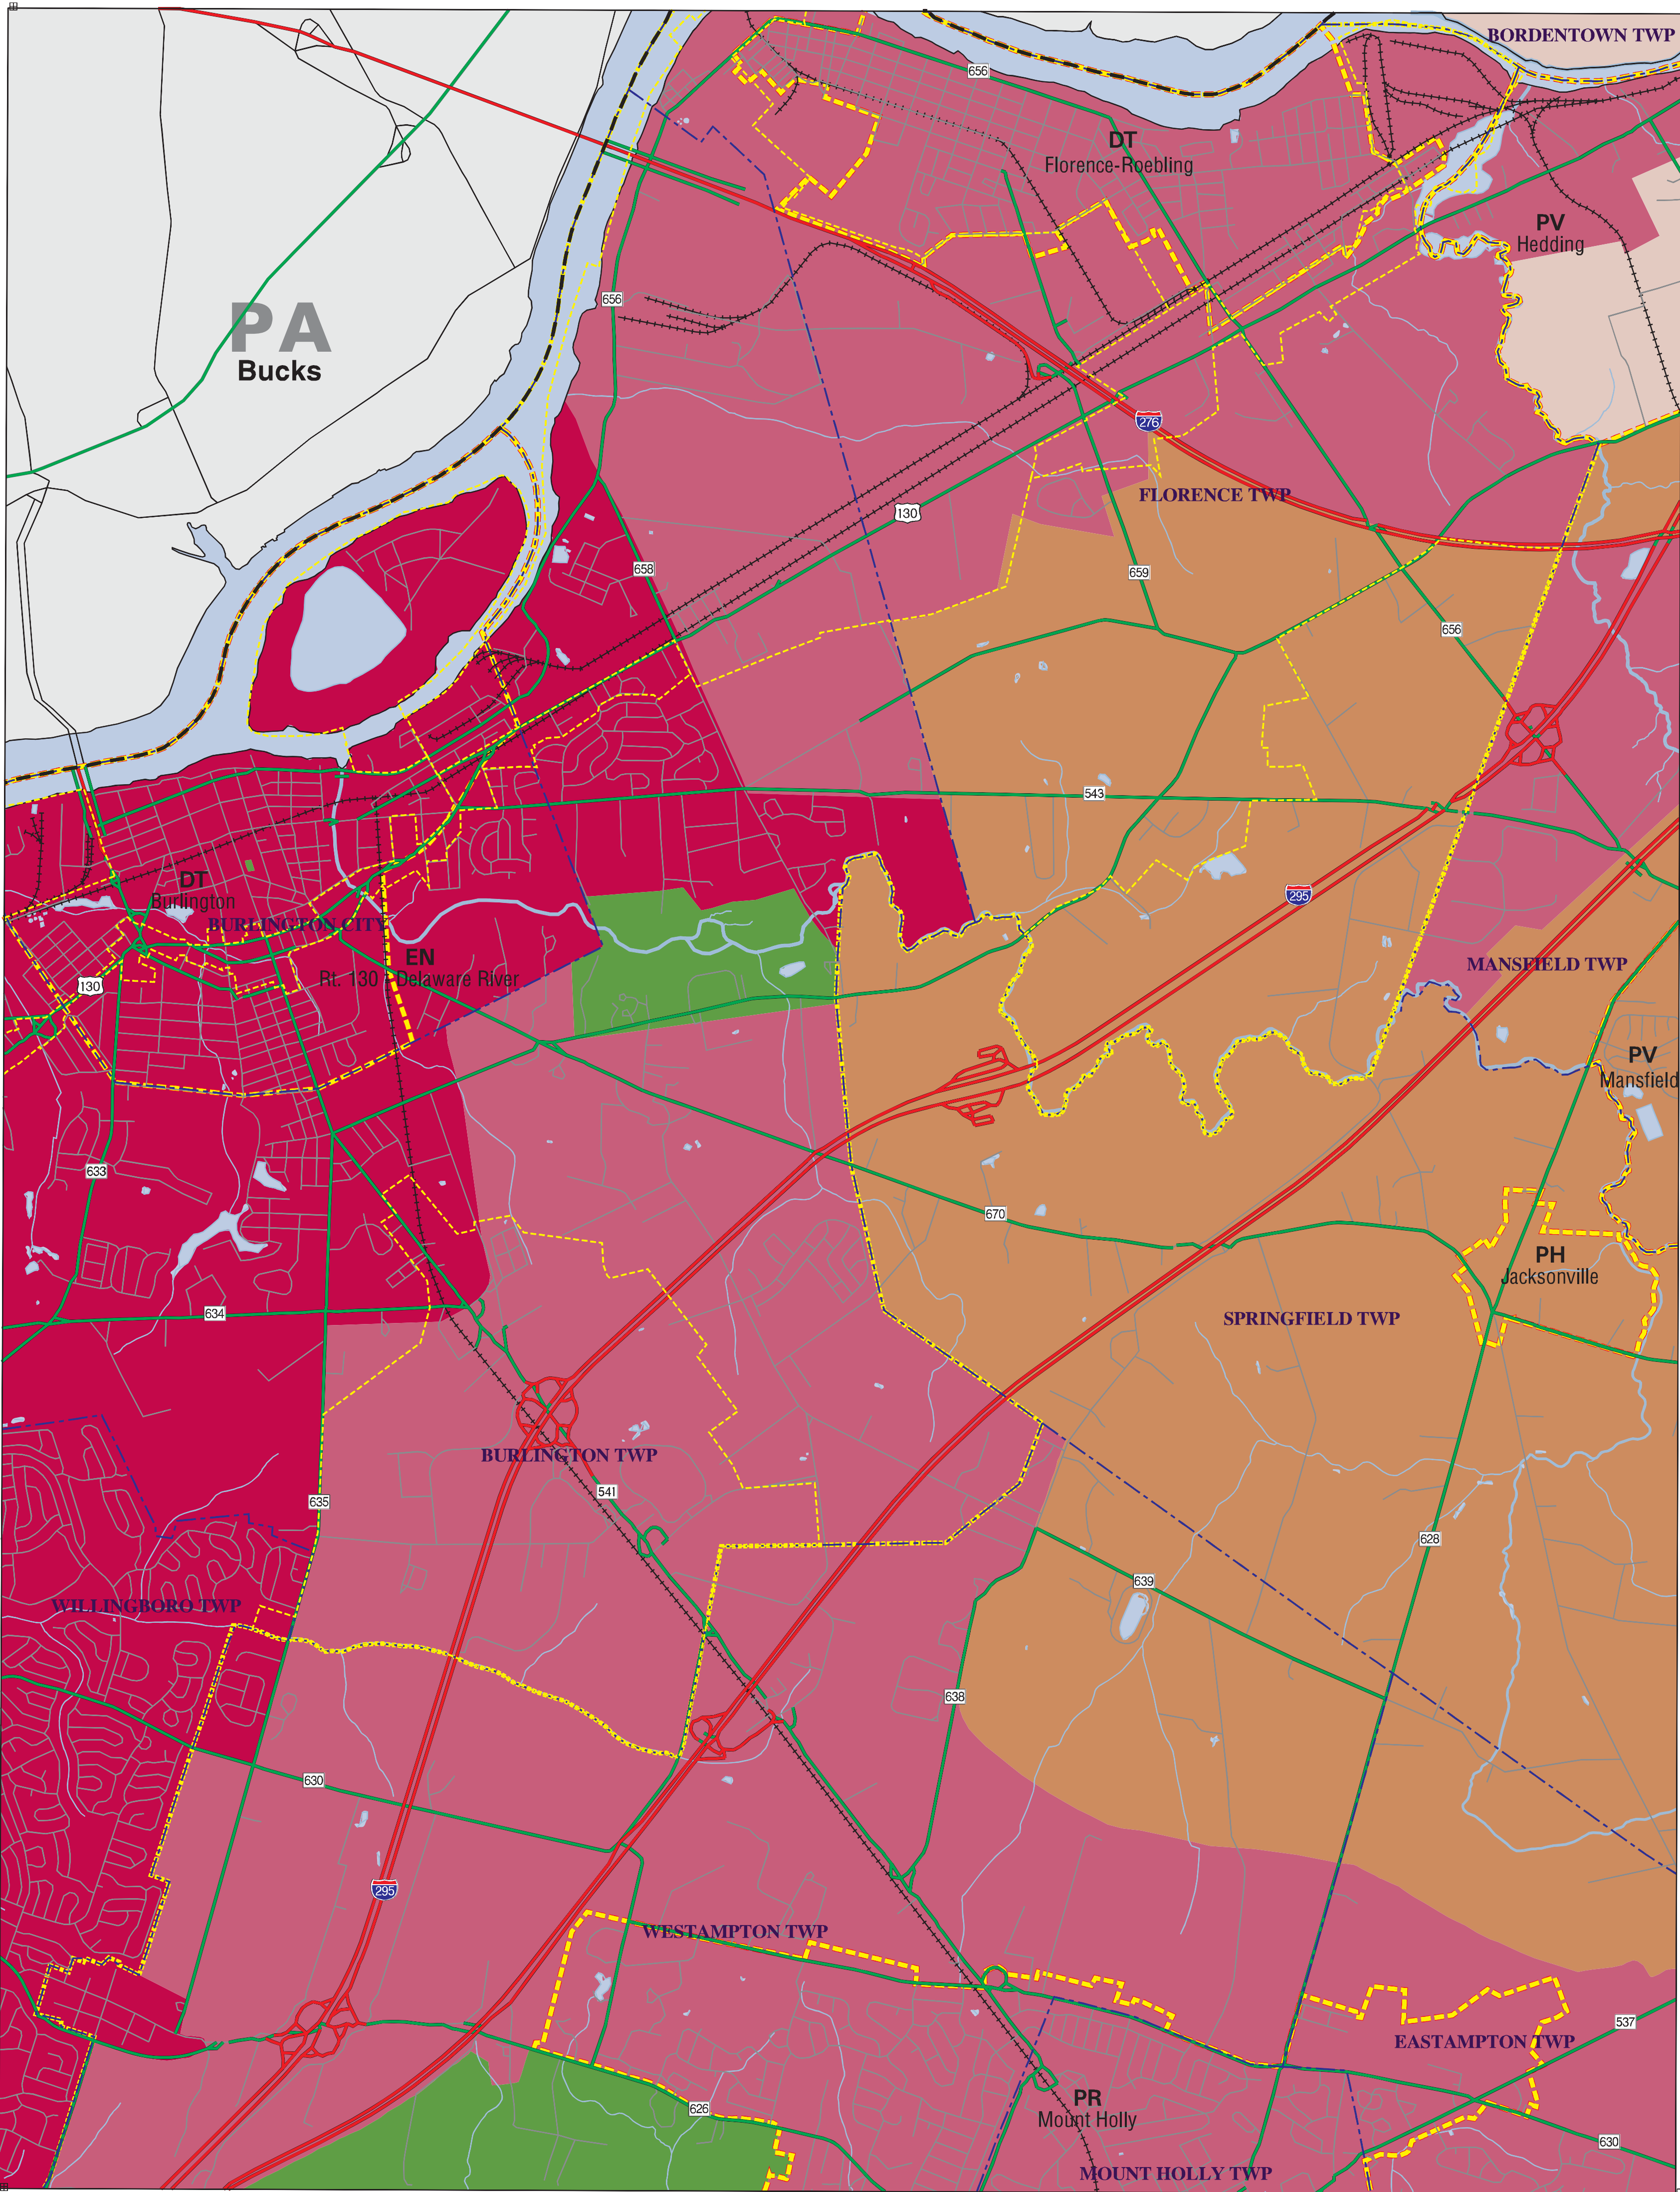 BORDENTOWN TWP
656
DT
Florence-Roebling
PV
Hedding
656
PA
Bucks
276
FLORENCE TWP
130
658
659
656
543
DT
Burlington
295
BURLINGTON CITY
EN
Rt. 130 - Delaware River
MANSFIELD TWP
130
PV
Mansfield
633
670
PH
Jacksonville
634
SPRINGFIELD TWP
BURLINGTON TWP
541
635
628
639
WILLINGBORO TWP
638
630
295
WESTAMPTON TWP
537
EASTAMPTON TWP
PR
Mount Holly
626
630
MOUNT HOLLY TWP